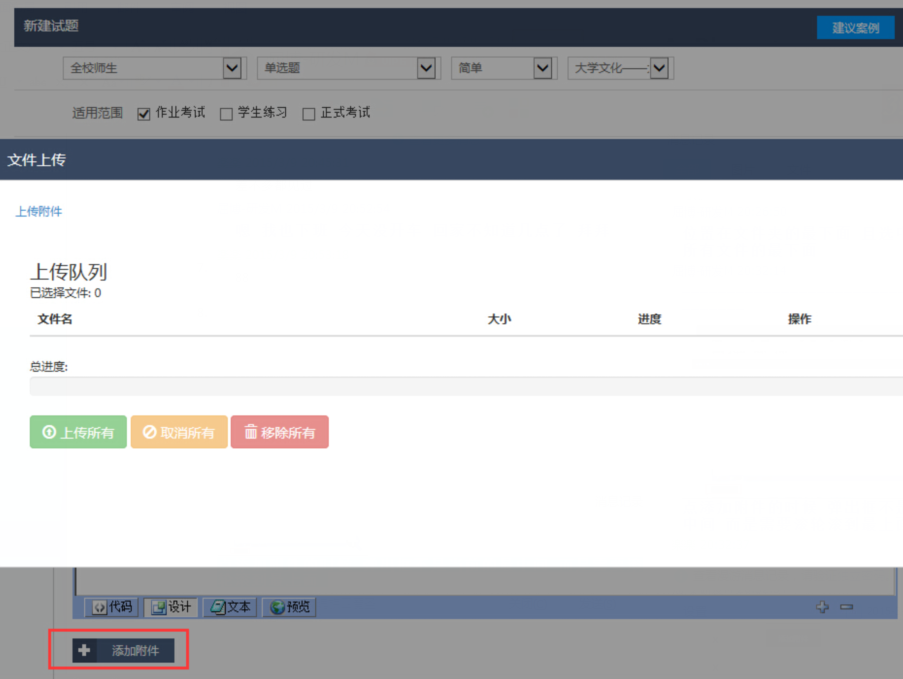 新建试题 建议案例
全校师生 单选题 简单 大学文化——
适用范围 作业考试 学生练习 正式考试
文件上传
上传附件
上传队列
已选择文件: 0
文件名 大小 进度 操作
总进度:
上传所有 取消所有 移除所有
代码 设计 文本 预览
添加附件